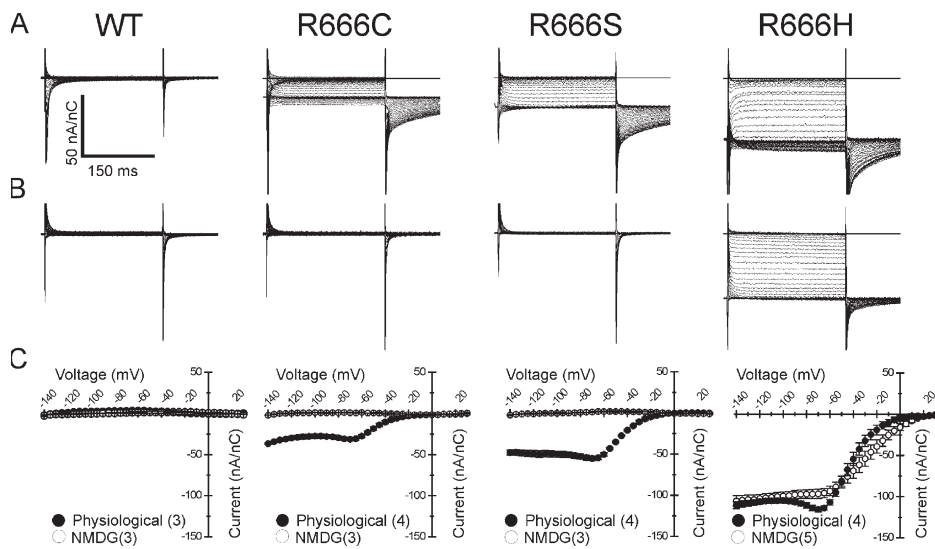 A WT R666C R666S R666H
50 nA/nC
150 ms
B
C
Voltage (mV) 50 Voltage (mV) 50 Voltage (mV) 50 Voltage (mV) 50
-140 -120 -100 -80 -60 -40 20 -140 -120 -100 -80 -60 -40 20 -140 -120 -100 -80 -60 -40 20 -140 -120 -100 -80 -60 -40 20
-50 -50 -50 -50
-100 -100 -100 -100
-150 -150 -150 -150
Current (nA/nC) Current (nA/nC) Current (nA/nC) Current (nA/nC)
Physiological (3) Physiological (4) Physiological (4) Physiological (4)
NMDG(3) NMDG(3) NMDG(3) NMDG(5)